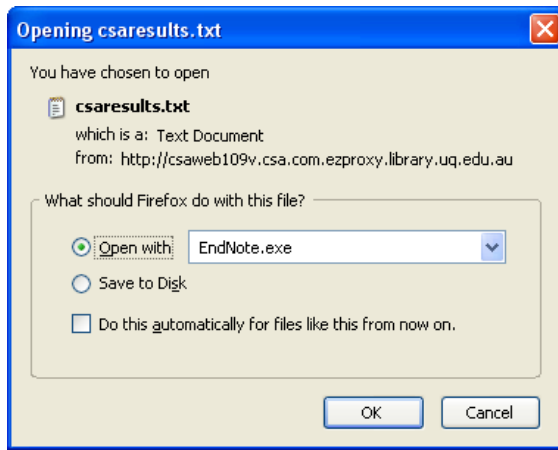 Opening csaresults.txt
You have chosen to open
csaresults.txt
which is a: Text Document
from: http://csaweb109v.csa.com.ezproxy.library.uq.edu.au
What should Firefox do with this file?
Open with EndNote.exe
Save to Disk
Do this automatically for files like this from now on.
OK Cancel